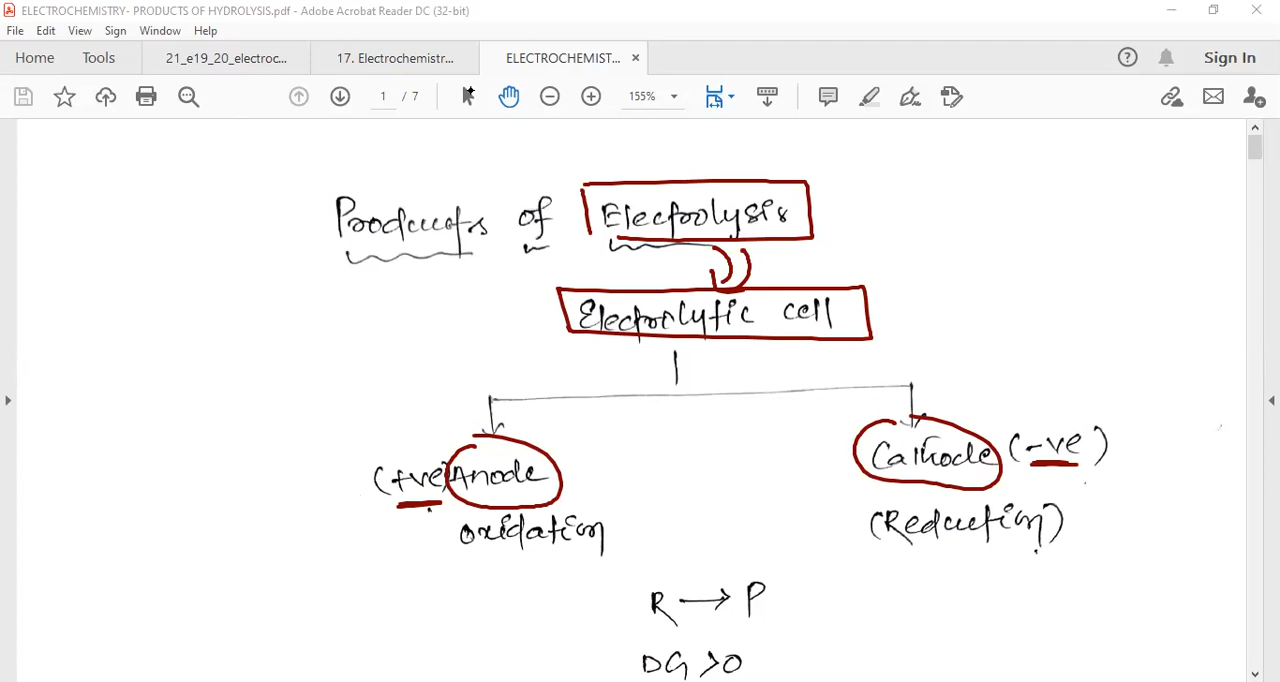 ELECTROCHEMISTRY- PRODUCTS OF HYDROLYSIS.pdf - Adobe Acrobat Reader DC (32-bit)
File Edit View Sign Window Help
Home Tools 21_e19_20_electroc... 17. Electrochemistr... ELECTROCHEMIST... × Sign In
1 / 7 155%
Products of Electrolysis
Electrolytic cell
(+ve) Anode Cathode (-ve)
oxidation (Reduction)
R → P
DG >0